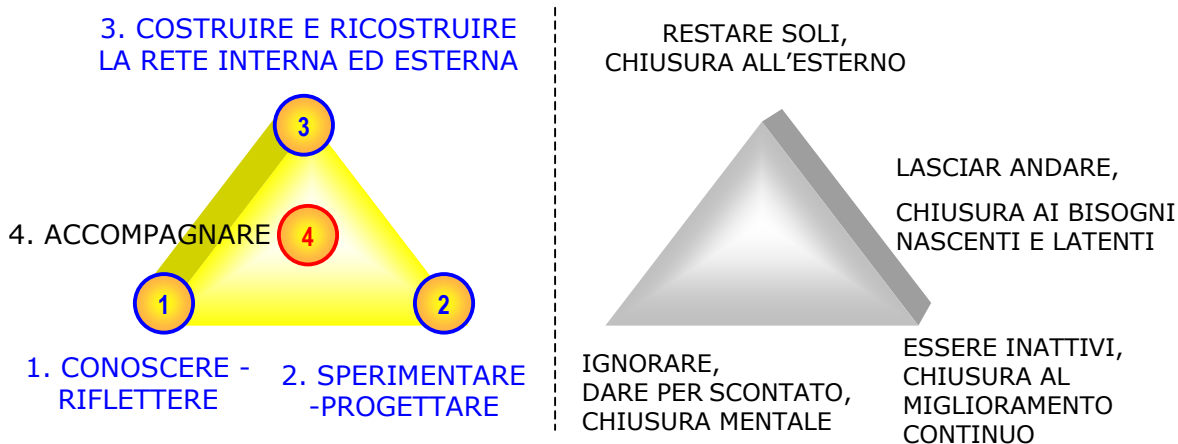 3. COSTRUIRE E RICOSTRUIRE
LA RETE INTERNA ED ESTERNA
3
4. ACCOMPAGNARE
4
1
2
1. CONOSCERE -
RIFLETTERE
2. SPERIMENTARE
-PROGETTARE
RESTARE SOLI,
CHIUSURA ALL'ESTERNO
LASCIAR ANDARE,
CHIUSURA AI BISOGNI
NASCENTI E LATENTI
IGNORARE,
DARE PER SCONTATO,
CHIUSURA MENTALE
ESSERE INATTIVI,
CHIUSURA AL
MIGLIORAMENTO
CONTINUO